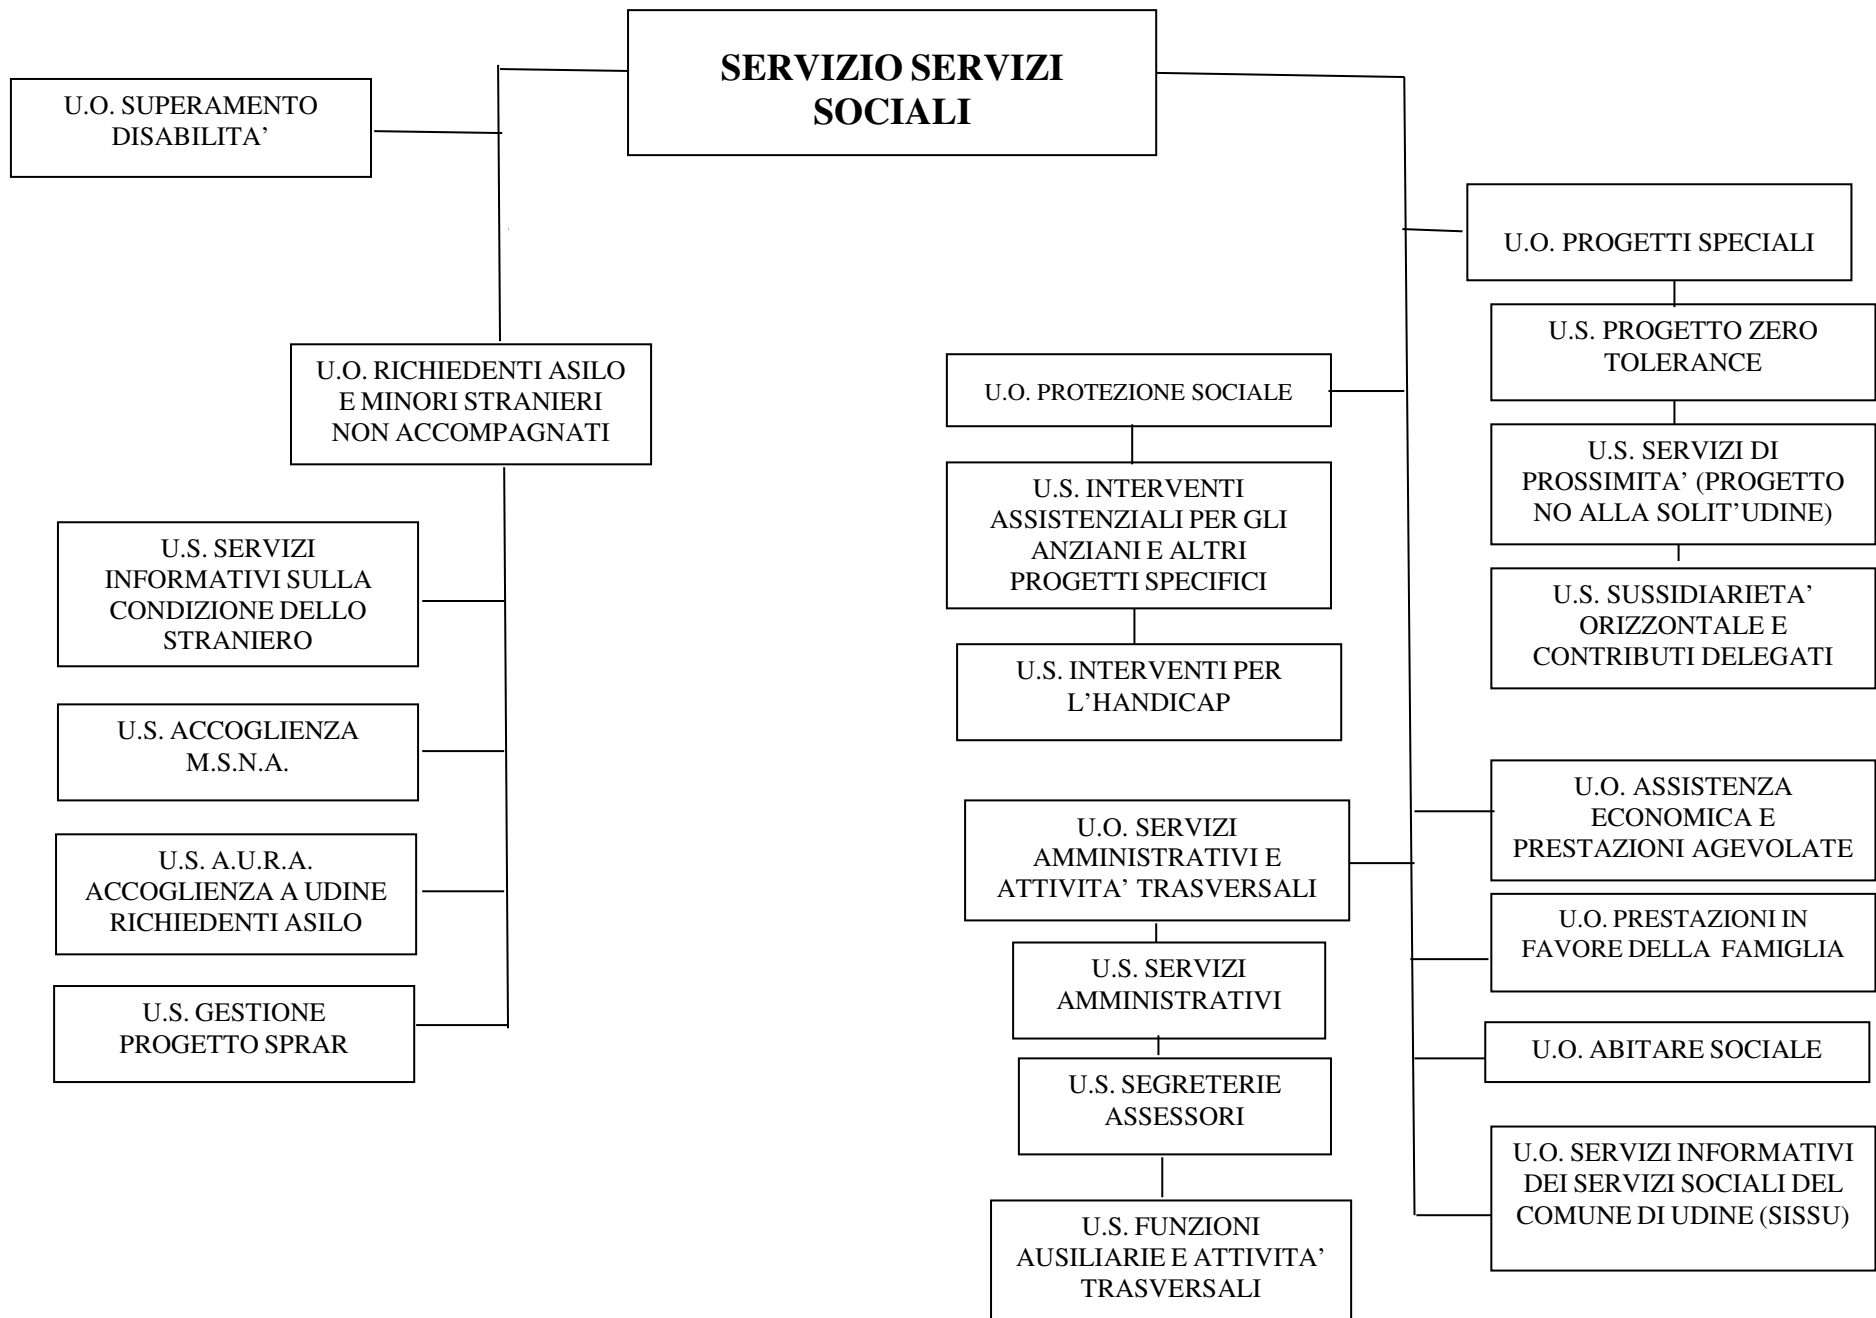 SERVIZIO SERVIZI
SOCIALI
U.O. SUPERAMENTO
DISABILITA’
U.O. RICHIEDENTI ASILO
E MINORI STRANIERI
NON ACCOMPAGNATI
U.S. SERVIZI
INFORMATIVI SULLA
CONDIZIONE DELLO
STRANIERO
U.S. ACCOGLIENZA
M.S.N.A.
U.S. A.U.R.A.
ACCOGLIENZA A UDINE
RICHIEDENTI ASILO
U.S. GESTIONE
PROGETTO SPRAR
U.O. PROTEZIONE SOCIALE
U.S. INTERVENTI
ASSISTENZIALI PER GLI
ANZIANI E ALTRI
PROGETTI SPECIFICI
U.S. INTERVENTI PER
L’HANDICAP
U.O. SERVIZI
AMMINISTRATIVI E
ATTIVITA’ TRASVERSALI
U.S. SERVIZI
AMMINISTRATIVI
U.S. SEGRETERIE
ASSESSORI
U.S. FUNZIONI
AUSILIARIE E ATTIVITA’
TRASVERSALI
U.O. PROGETTI SPECIALI
U.S. PROGETTO ZERO
TOLERANCE
U.S. SERVIZI DI
PROSSIMITA’ (PROGETTO
NO ALLA SOLIT’UDINE)
U.S. SUSSIDIARIETA’
ORIZZONTALE E
CONTRIBUTI DELEGATI
U.O. ASSISTENZA
ECONOMICA E
PRESTAZIONI AGEVOLATE
U.O. PRESTAZIONI IN
FAVORE DELLA FAMIGLIA
U.O. ABITARE SOCIALE
U.O. SERVIZI INFORMATIVI
DEI SERVIZI SOCIALI DEL
COMUNE DI UDINE (SISSU)